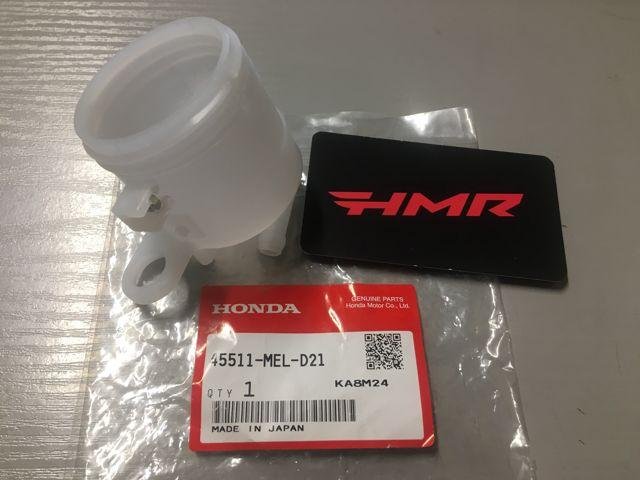 HMR
HONDA
GENUINE PARTS
Honda Motor Co., Ltd.
45511-MEL-D21
KA8M24
QTY 1
MADE IN JAPAN